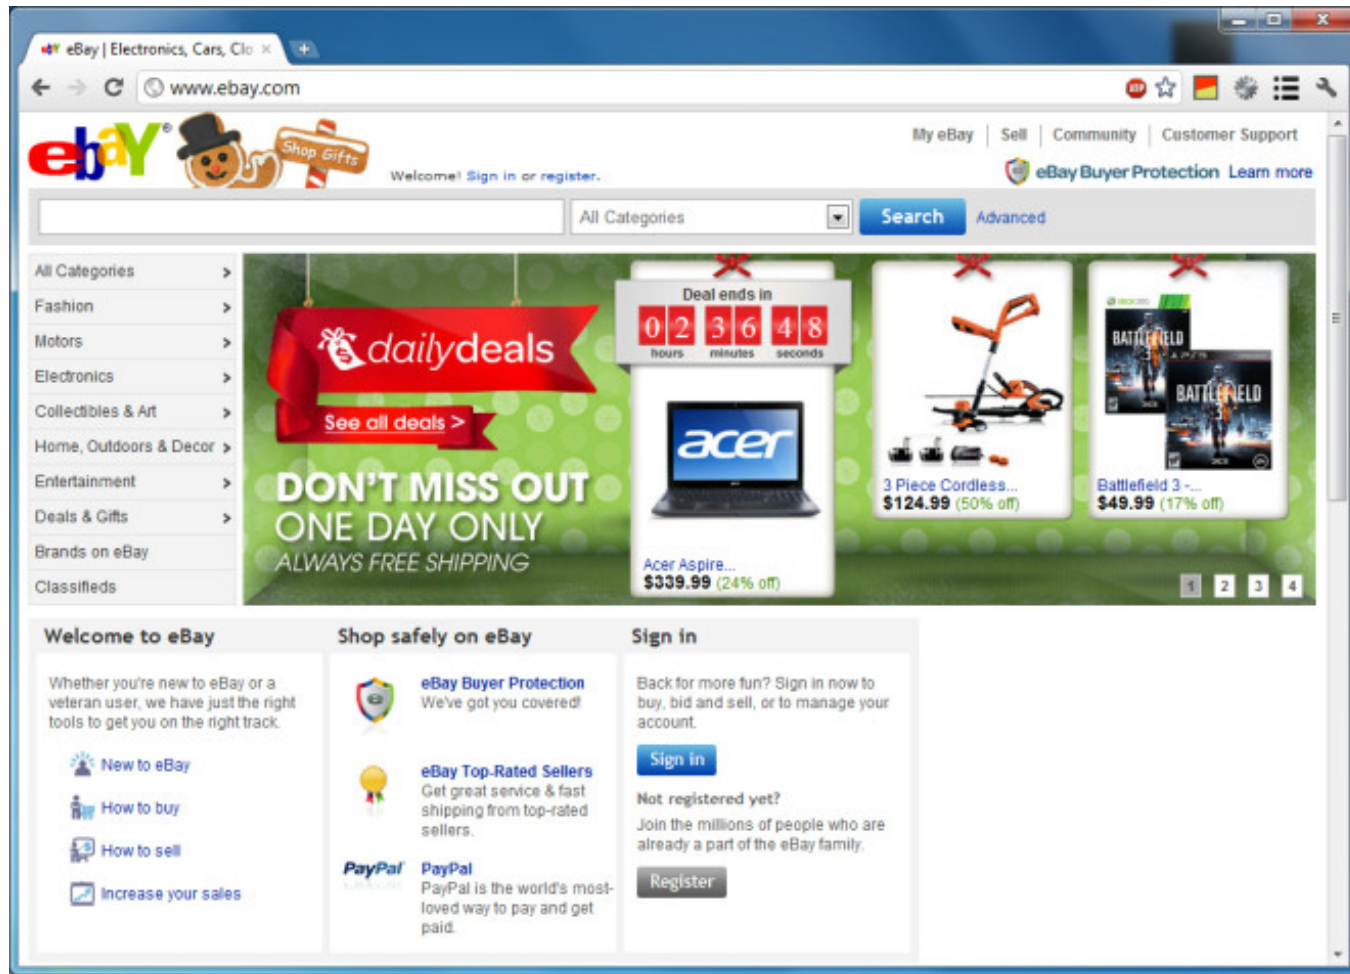 eBay | Electronics, Cars, Clo
www.ebay.com
ABP
ebaY®
Shop Gifts
Welcome! Sign in or register.
My eBay | Sell | Community | Customer Support
eBay Buyer Protection Learn more
All Categories
Search
Advanced
All Categories
Fashion
Motors
Electronics
Collectibles & Art
Home, Outdoors & Decor
Entertainment
Deals & Gifts
Brands on eBay
Classifieds
dailydeals
See all deals >
DON'T MISS OUT
ONE DAY ONLY
ALWAYS FREE SHIPPING
Deal ends in
02 36 48
hours minutes seconds
acer
Acer Aspire...
$339.99 (24% off)
3 Piece Cordless...
$124.99 (50% off)
XBOX 360
BATTLEFIELD
3
PS3
BATTLEFIELD
3
Battlefield 3 -...
$49.99 (17% off)
1 2 3 4
Welcome to eBay
Whether you're new to eBay or a
veteran user, we have just the right
tools to get you on the right track.
New to eBay
How to buy
How to sell
Increase your sales
Shop safely on eBay
eBay Buyer Protection
We've got you covered!
eBay Top-Rated Sellers
Get great service & fast
shipping from top-rated
sellers.
PayPal
PayPal
PayPal is the world's most-
loved way to pay and get
paid.
Sign in
Back for more fun? Sign in now to
buy, bid and sell, or to manage your
account.
Sign in
Not registered yet?
Join the millions of people who are
already a part of the eBay family.
Register